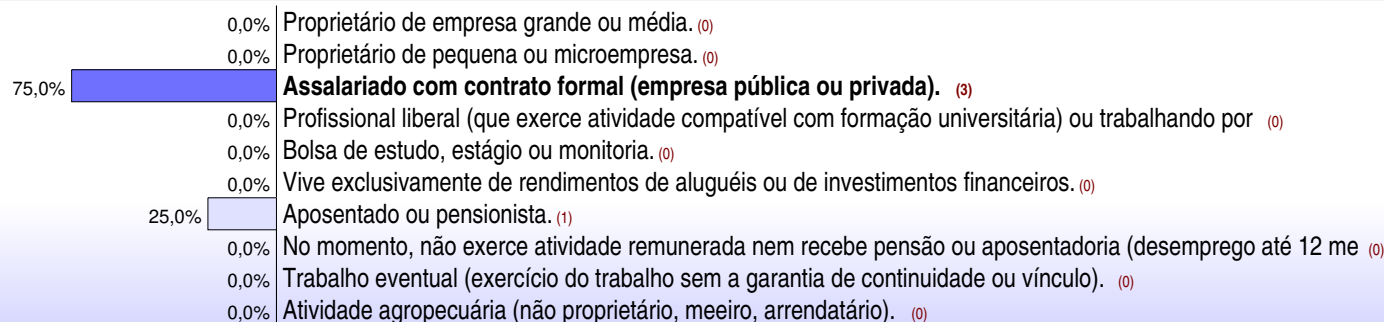 0,0% Proprietário de empresa grande ou média. (0)
0,0% Proprietário de pequena ou microempresa. (0)
75,0% Assalariado com contrato formal (empresa pública ou privada). (3)
0,0% Profissional liberal (que exerce atividade compatível com formação universitária) ou trabalhando por (0)
0,0% Bolsa de estudo, estágio ou monitoria. (0)
0,0% Vive exclusivamente de rendimentos de aluguéis ou de investimentos financeiros. (0)
25,0% Aposentado ou pensionista. (1)
0,0% No momento, não exerce atividade remunerada nem recebe pensão ou aposentadoria (desemprego até 12 me (0)
0,0% Trabalho eventual (exercício do trabalho sem a garantia de continuidade ou vínculo). (0)
0,0% Atividade agropecuária (não proprietário, meeiro, arrendatário). (0)